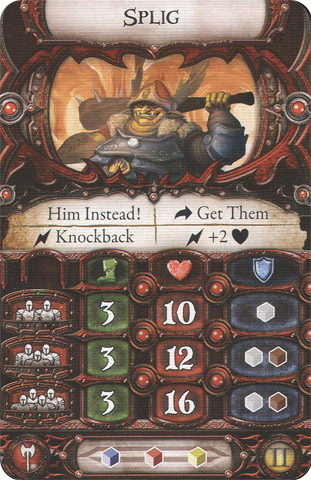 Splig
Him Instead!
Get Them
Knockback
+2
3 10
3 12
3 16
II